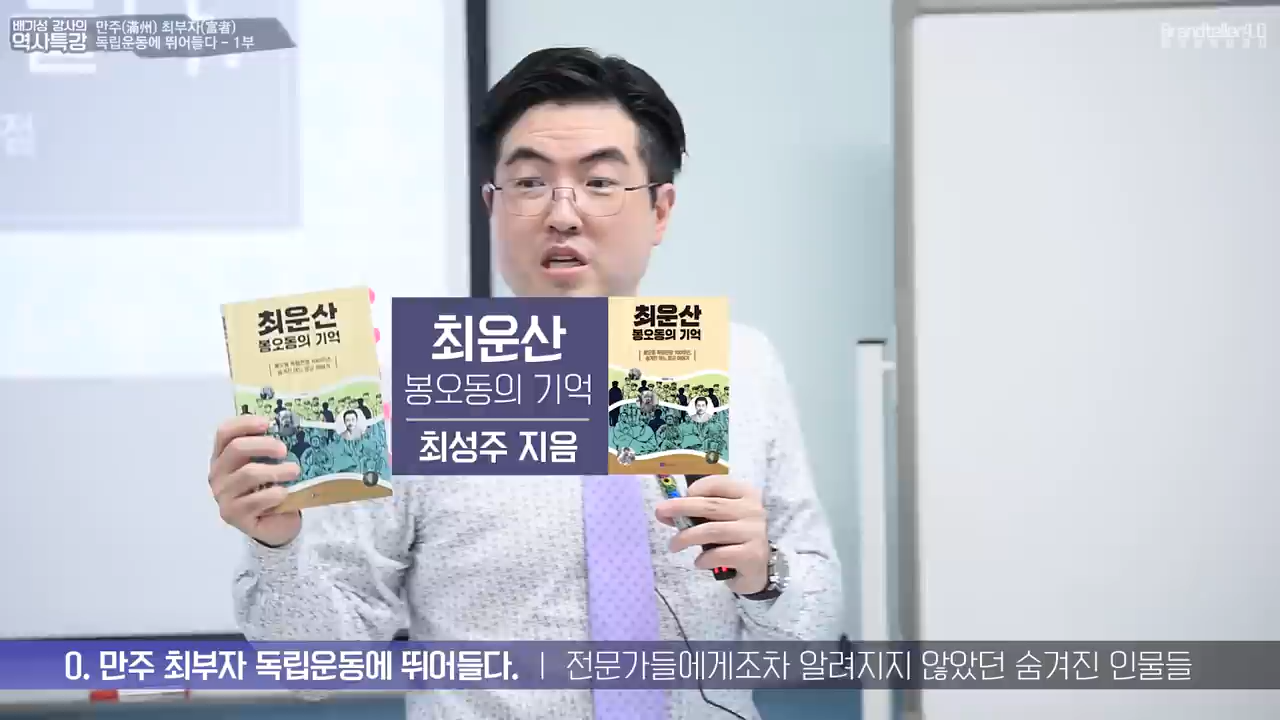 배기성 강사의
역사특강
만주(滿州) 최부자(富者)
독립운동에 뛰어들다 - 1부
Brandteller4.0
점
최운산
봉오동의 기억
최운산
봉오동의 기억
최성주 지음
최운산
봉오동의 기억
0. 만주 최부자 독립운동에 뛰어들다. | 전문가들에게조차 알려지지 않았던 숨겨진 인물들